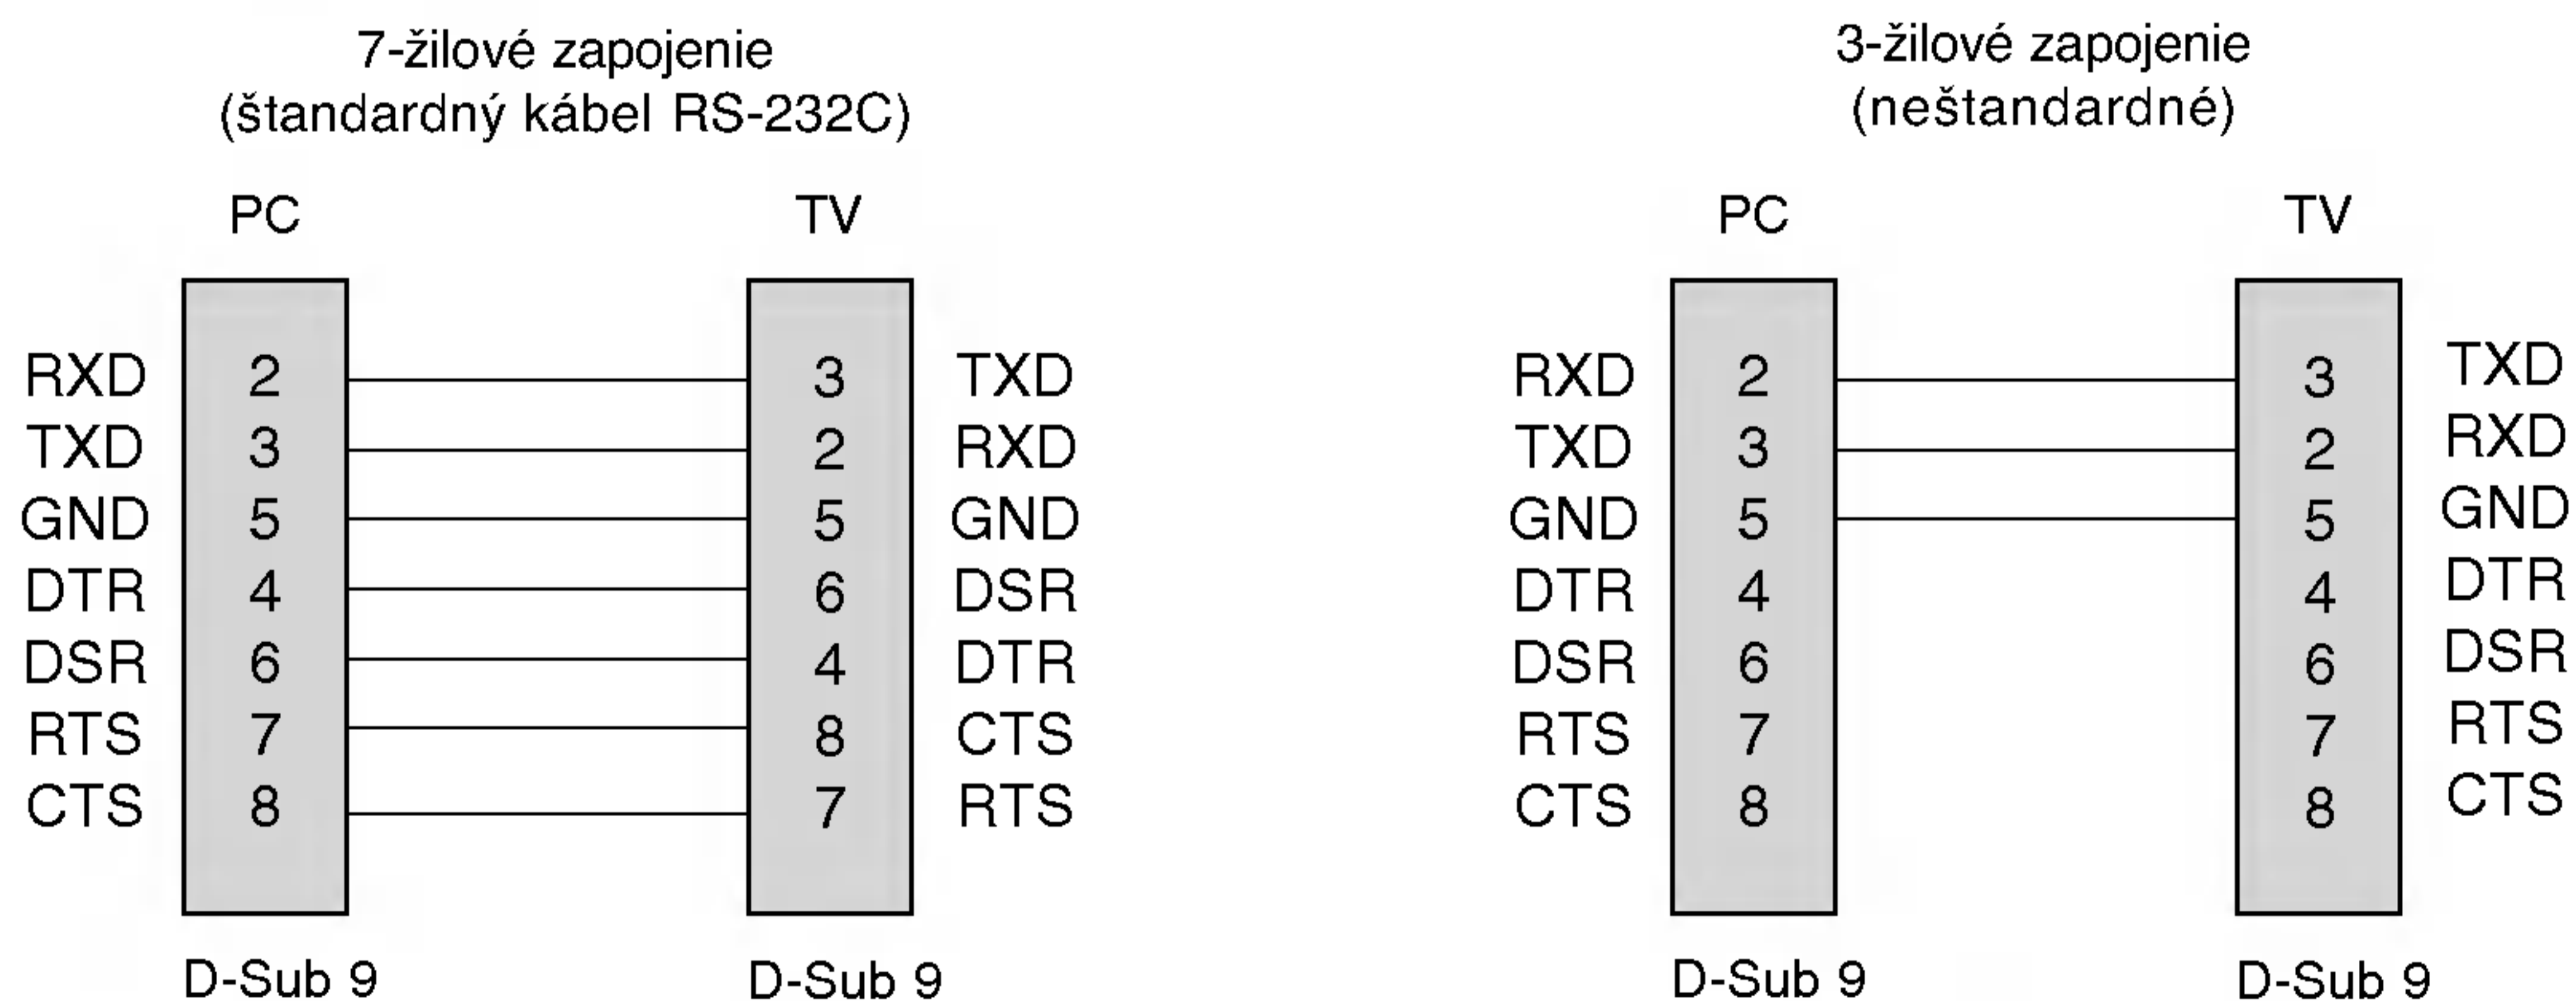 7-žilové zapojenie
(štandardný kábel RS-232C)
PC TV
RXD 2 3 TXD
TXD 3 2 RXD
GND 5 5 GND
DTR 4 6 DSR
DSR 6 4 DTR
RTS 7 8 CTS
CTS 8 7 RTS
D-Sub 9 D-Sub 9
3-žilové zapojenie
(neštandardné)
PC TV
RXD 2 3 TXD
TXD 3 2 RXD
GND 5 5 GND
DTR 4 4 DTR
DSR 6 6 DSR
RTS 7 7 RTS
CTS 8 8 CTS
D-Sub 9 D-Sub 9